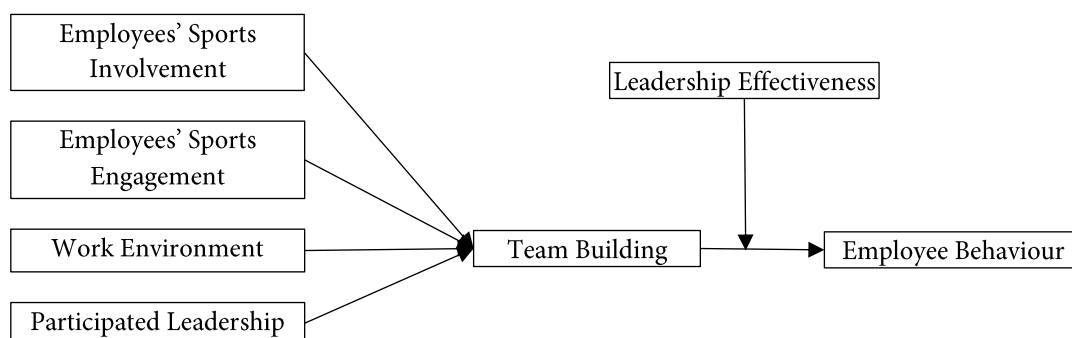 Employees’ Sports
Involvement
Employees’ Sports
Engagement
Work Environment
Participated Leadership
Team Building
Leadership Effectiveness
Employee Behaviour